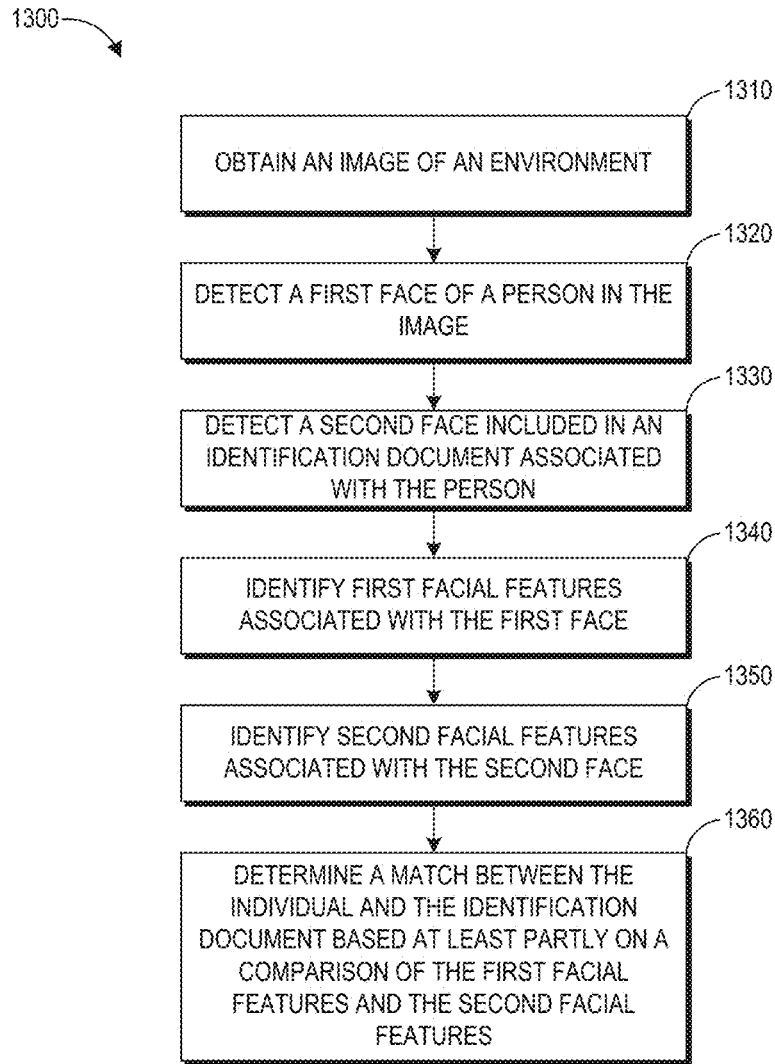 1300
1310
OBTAIN AN IMAGE OF AN ENVIRONMENT
1320
DETECT A FIRST FACE OF A PERSON IN THE
IMAGE
1330
DETECT A SECOND FACE INCLUDED IN AN
IDENTIFICATION DOCUMENT ASSOCIATED
WITH THE PERSON
1340
IDENTIFY FIRST FACIAL FEATURES
ASSOCIATED WITH THE FIRST FACE
1350
IDENTIFY SECOND FACIAL FEATURES
ASSOCIATED WITH THE SECOND FACE
1360
DETERMINE A MATCH BETWEEN THE
INDIVIDUAL AND THE IDENTIFICATION
DOCUMENT BASED AT LEAST PARTLY ON A
COMPARISON OF THE FIRST FACIAL
FEATURES AND THE SECOND FACIAL
FEATURES